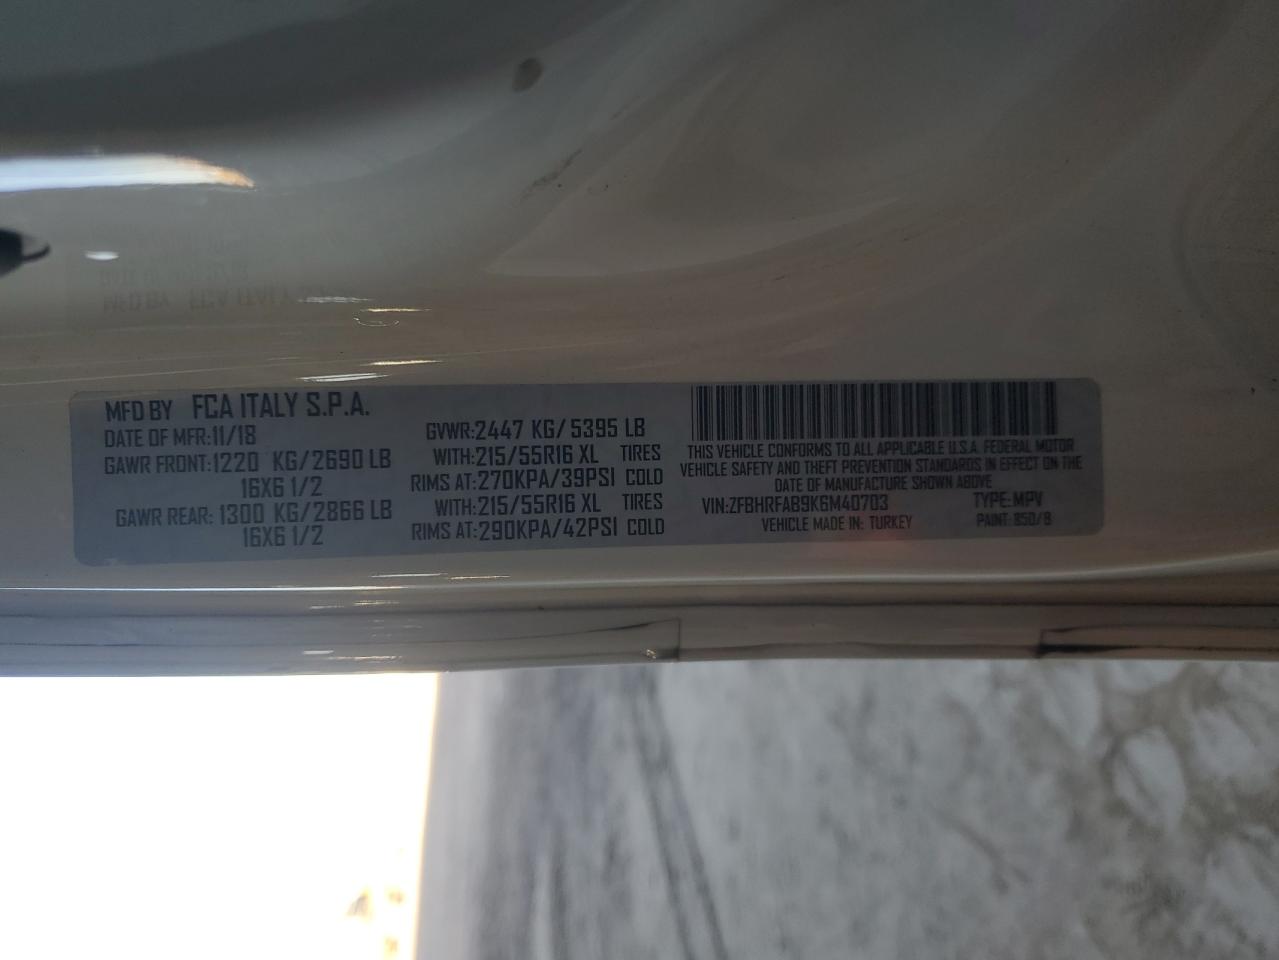 MFD BY FCA ITALY S.P.A.
DATE OF MFR:11/18
GAWR FRONT:1220 KG/2690 LB
16X6 1/2
GAWR REAR: 1300 KG/2866 LB
16X6 1/2
GVWR:2447 KG/5395 LB
WITH:215/55R16 XL TIRES
RIMS AT:270KPA/39PSI COLD
WITH:215/55R16 XL TIRES
RIMS AT:290KPA/42PSI COLD
THIS VEHICLE CONFORMS TO ALL APPLICABLE U.S.A. FEDERAL MOTOR
VEHICLE SAFETY AND THEFT PREVENTION STANDARDS IN EFFECT ON THE
DATE OF MANUFACTURE SHOWN ABOVE
VIN:ZFBHRFAB9K6M40703 TYPE:MPV
VEHICLE MADE IN: TURKEY PAINT: 950/8